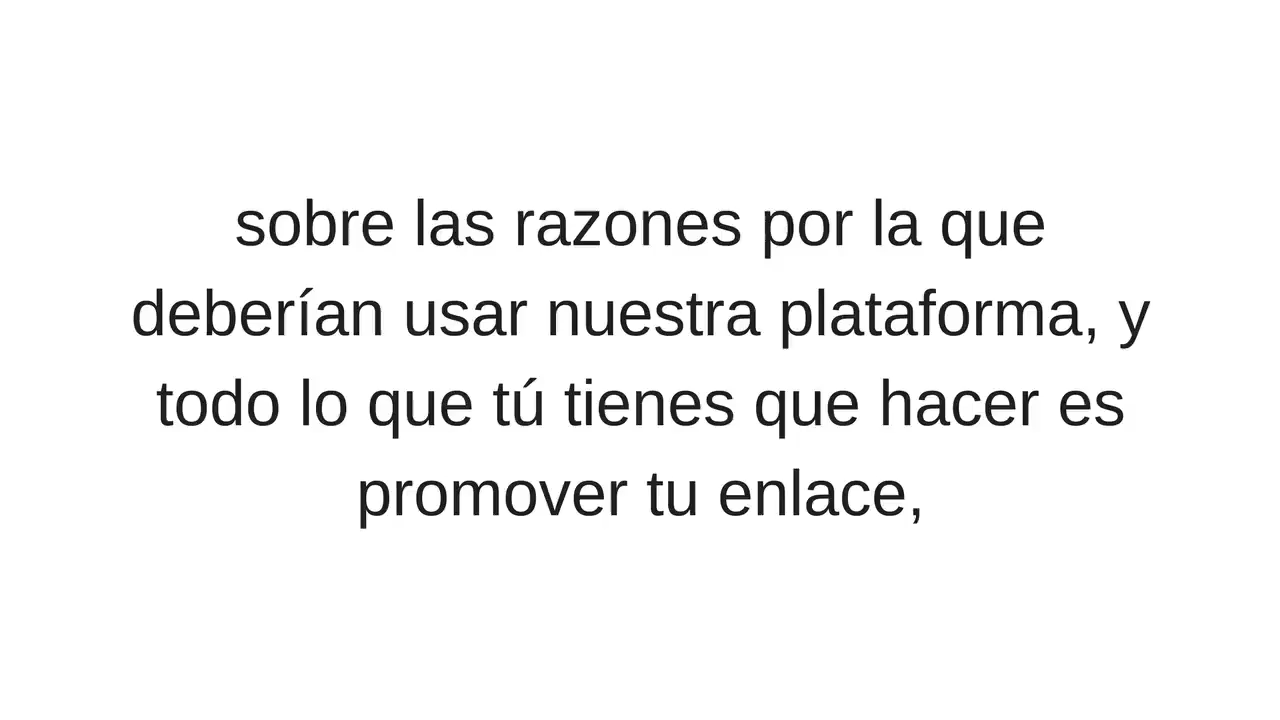 sobre las razones por la que
deberían usar nuestra plataforma, y
todo lo que tú tienes que hacer es
promover tu enlace,